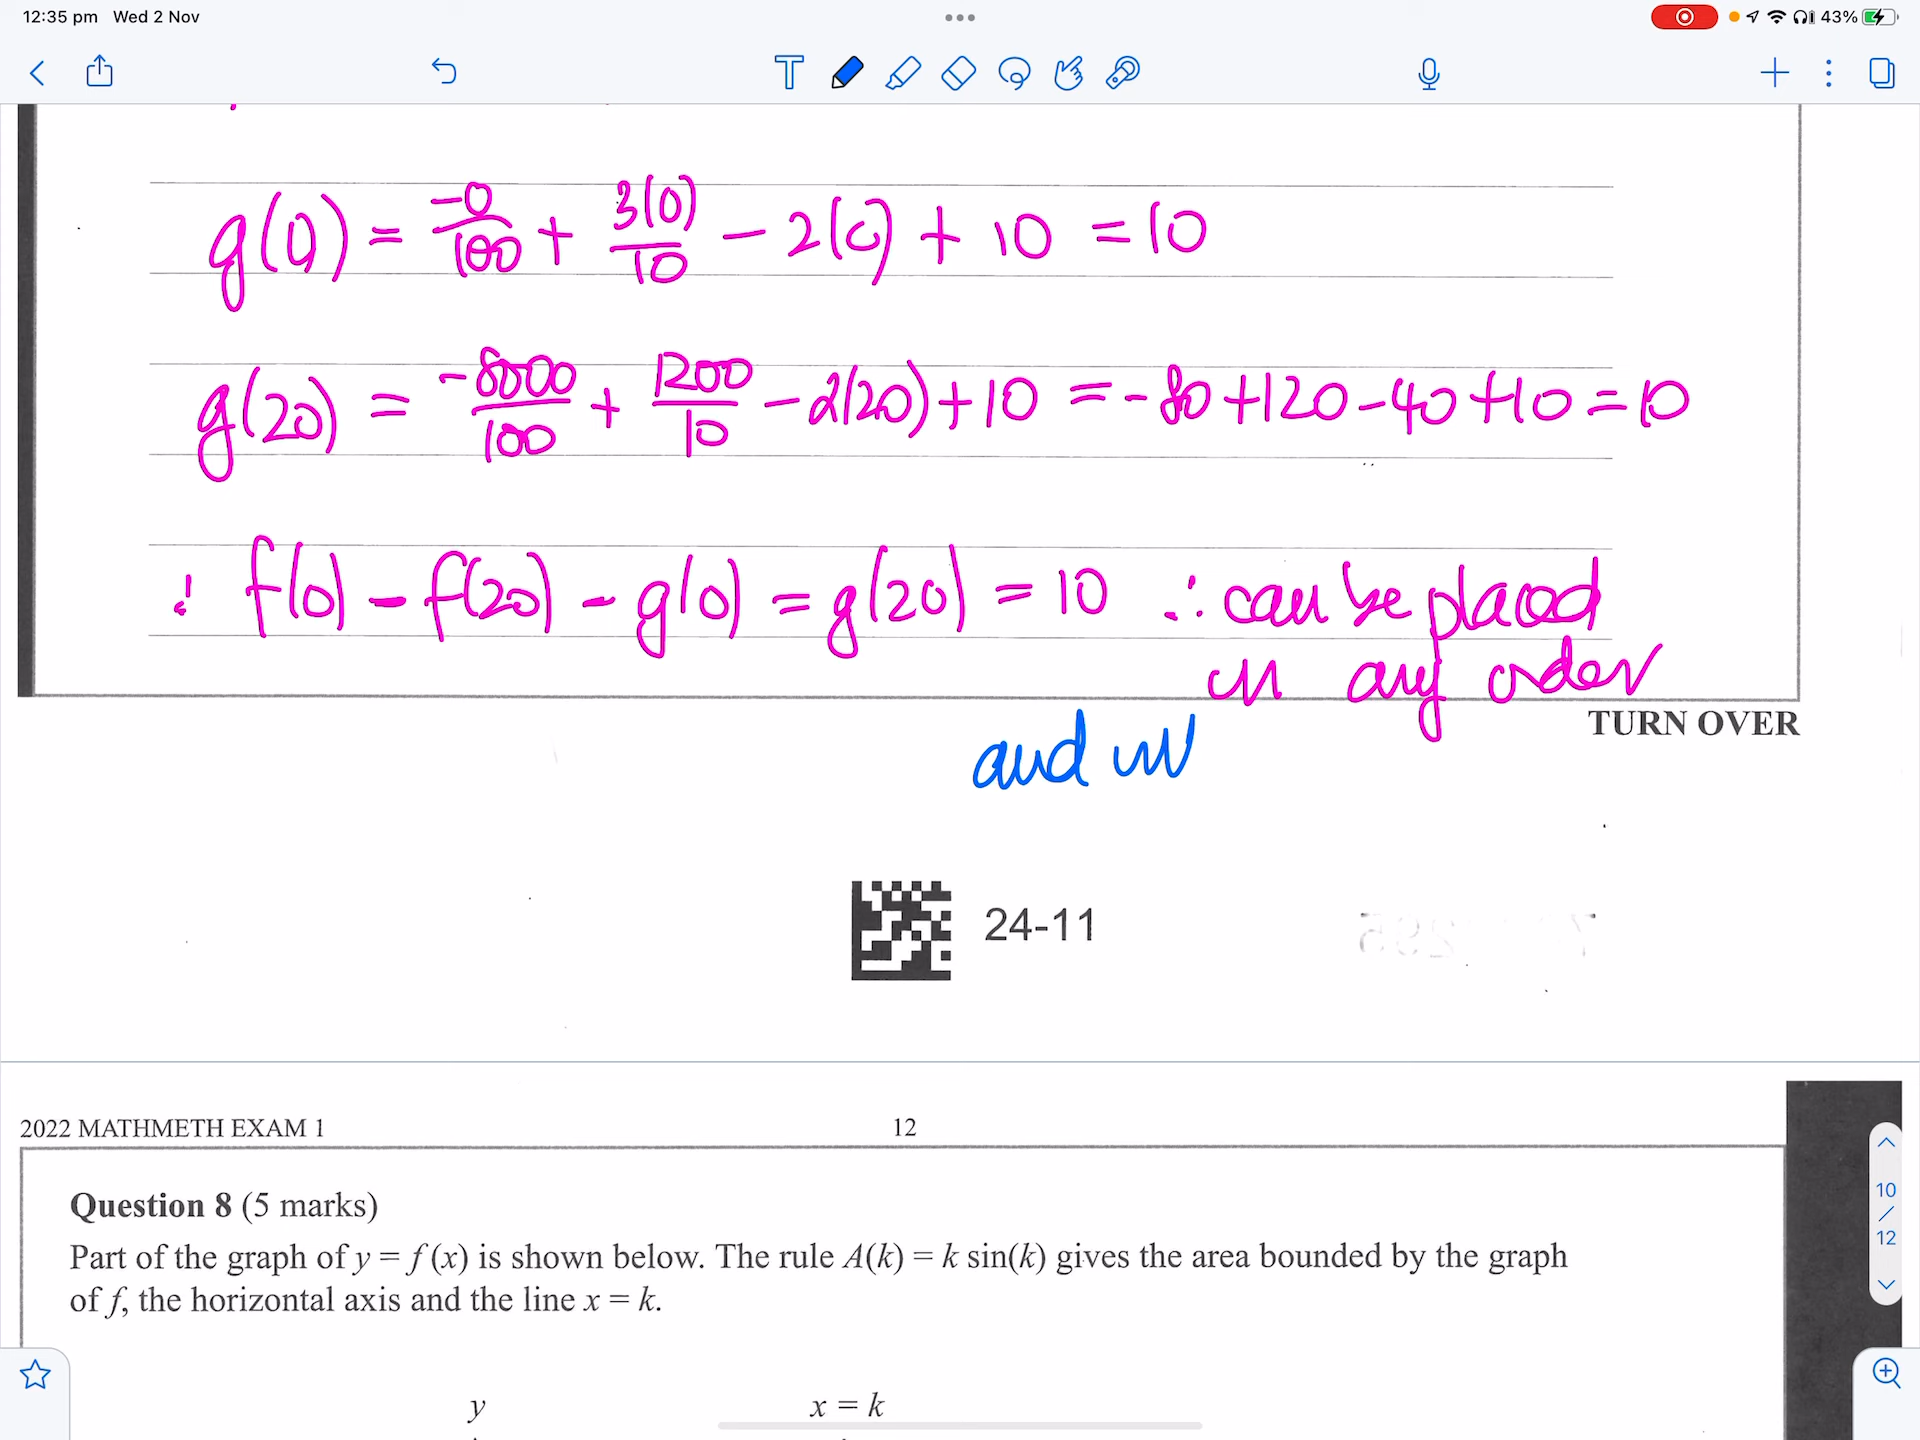 12:35 pm Wed 2 Nov
43%
g(0) = -0/100 + 3(0)/10 - 2(0) + 10 = 10
g(20) = -8000/100 + 1200/10 - 2(20) + 10 = -80 + 120 - 40 + 10 = 10
∴ f(0) - f(20) - g(0) = g(20) = 10 ∴ can be placed
in any order
TURN OVER
and
24-11
2022 MATHMETH EXAM 1
12
10
/
12
Question 8 (5 marks)
Part of the graph of y = f(x) is shown below. The rule A(k) = k sin(k) gives the area bounded by the graph
of f, the horizontal axis and the line x = k.
y
x = k